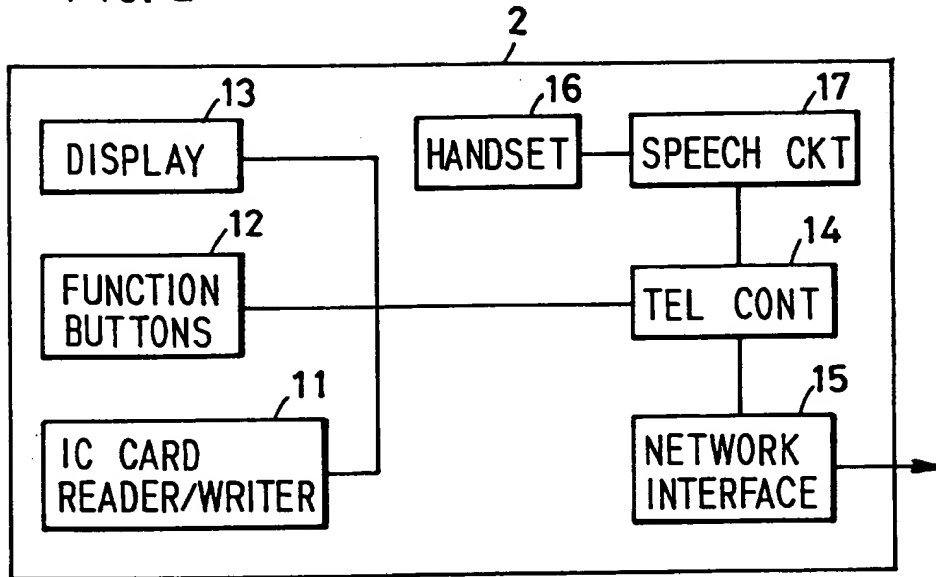 2
13
DISPLAY
16
HANDSET
17
SPEECH CKT
12
FUNCTION
BUTTONS
14
TEL CONT
11
IC CARD
READER/WRITER
15
NETWORK
INTERFACE